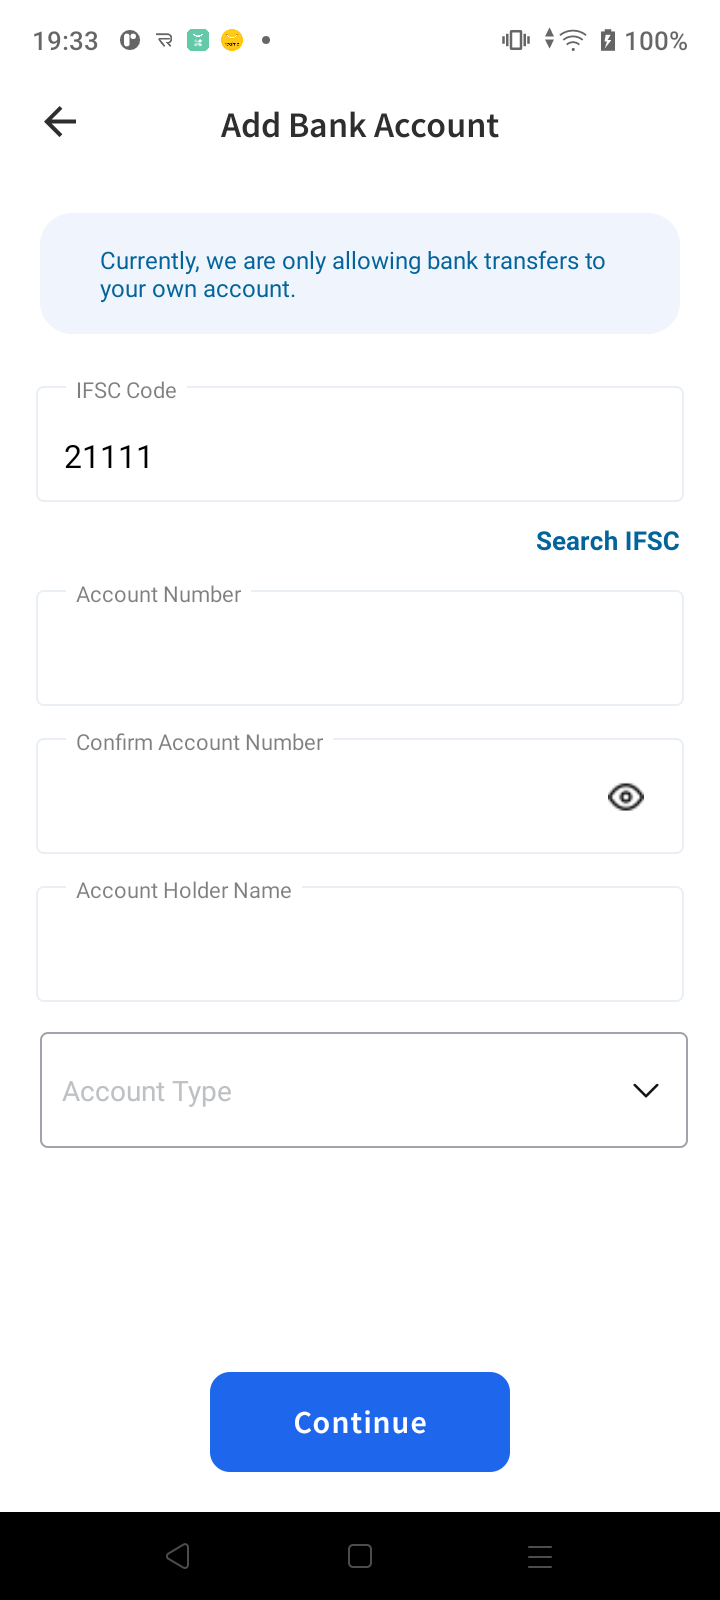 19:33
100%
Add Bank Account
Currently, we are only allowing bank transfers to
your own account.
IFSC Code
21111
Search IFSC
Account Number
Confirm Account Number
Account Holder Name
Account Type
Continue